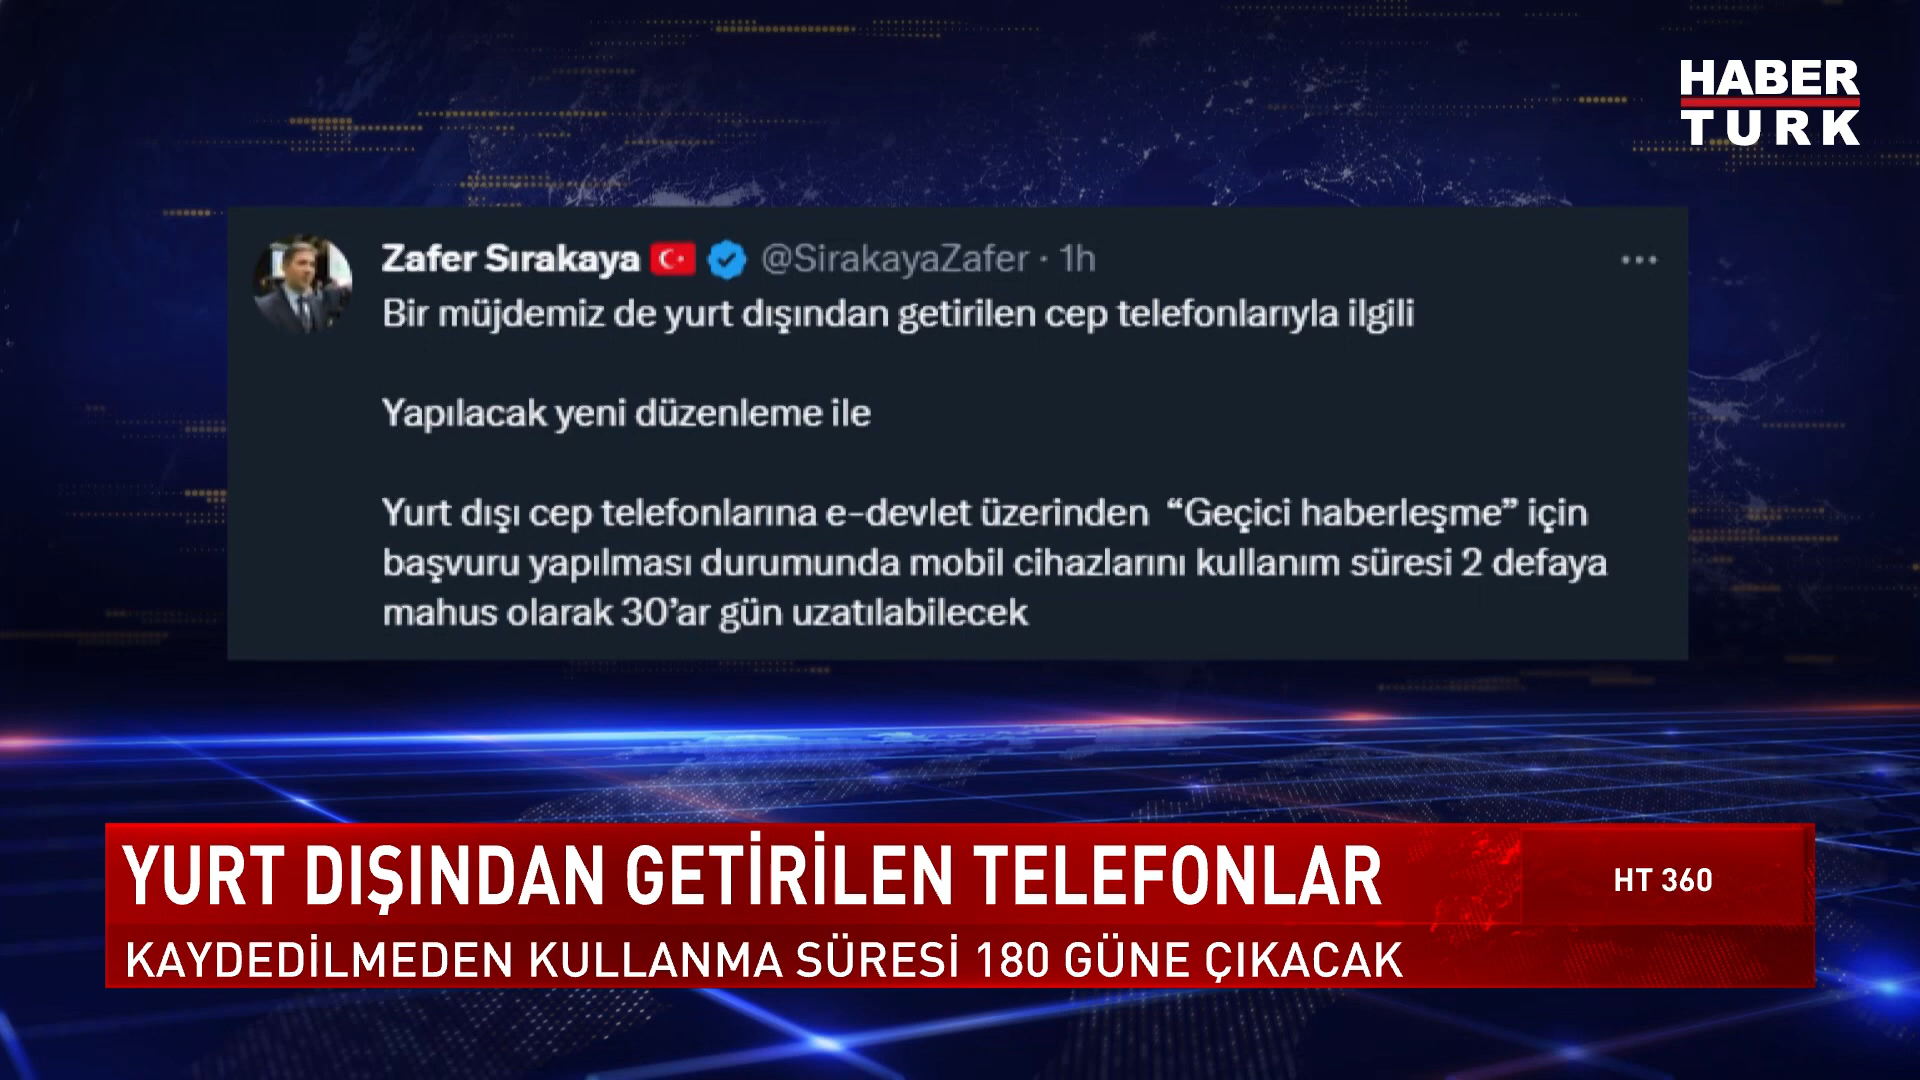 HABER
TURK
Zafer Sırakaya @SirakayaZafer · 1h
Bir müjdemiz de yurt dışından getirilen cep telefonlarıyla ilgili
Yapılacak yeni düzenleme ile
Yurt dışı cep telefonlarına e-devlet üzerinden “Geçici haberleşme” için
başvuru yapılması durumunda mobil cihazlarını kullanım süresi 2 defaya
mahus olarak 30’ar gün uzatılabilecek
YURT DIŞINDAN GETİRİLEN TELEFONLAR
HT 360
KAYDEDİLMEDEN KULLANMA SÜRESİ 180 GÜNE ÇIKACAK